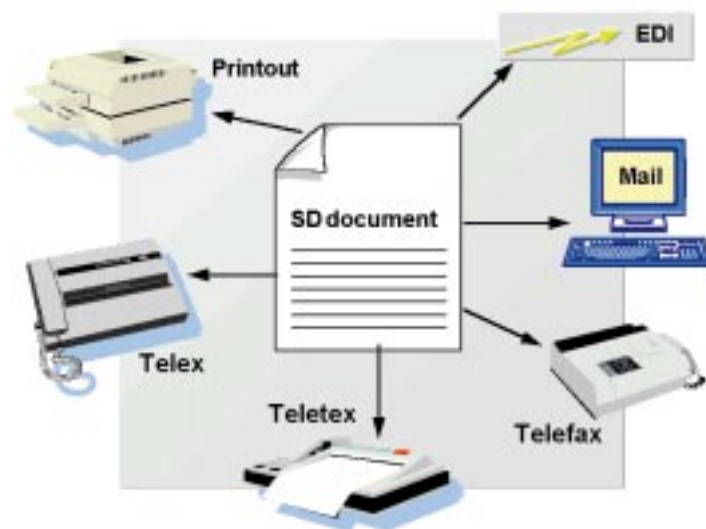 EDI
Printout
Mail
SD document
Telex
Teletex
Telefax